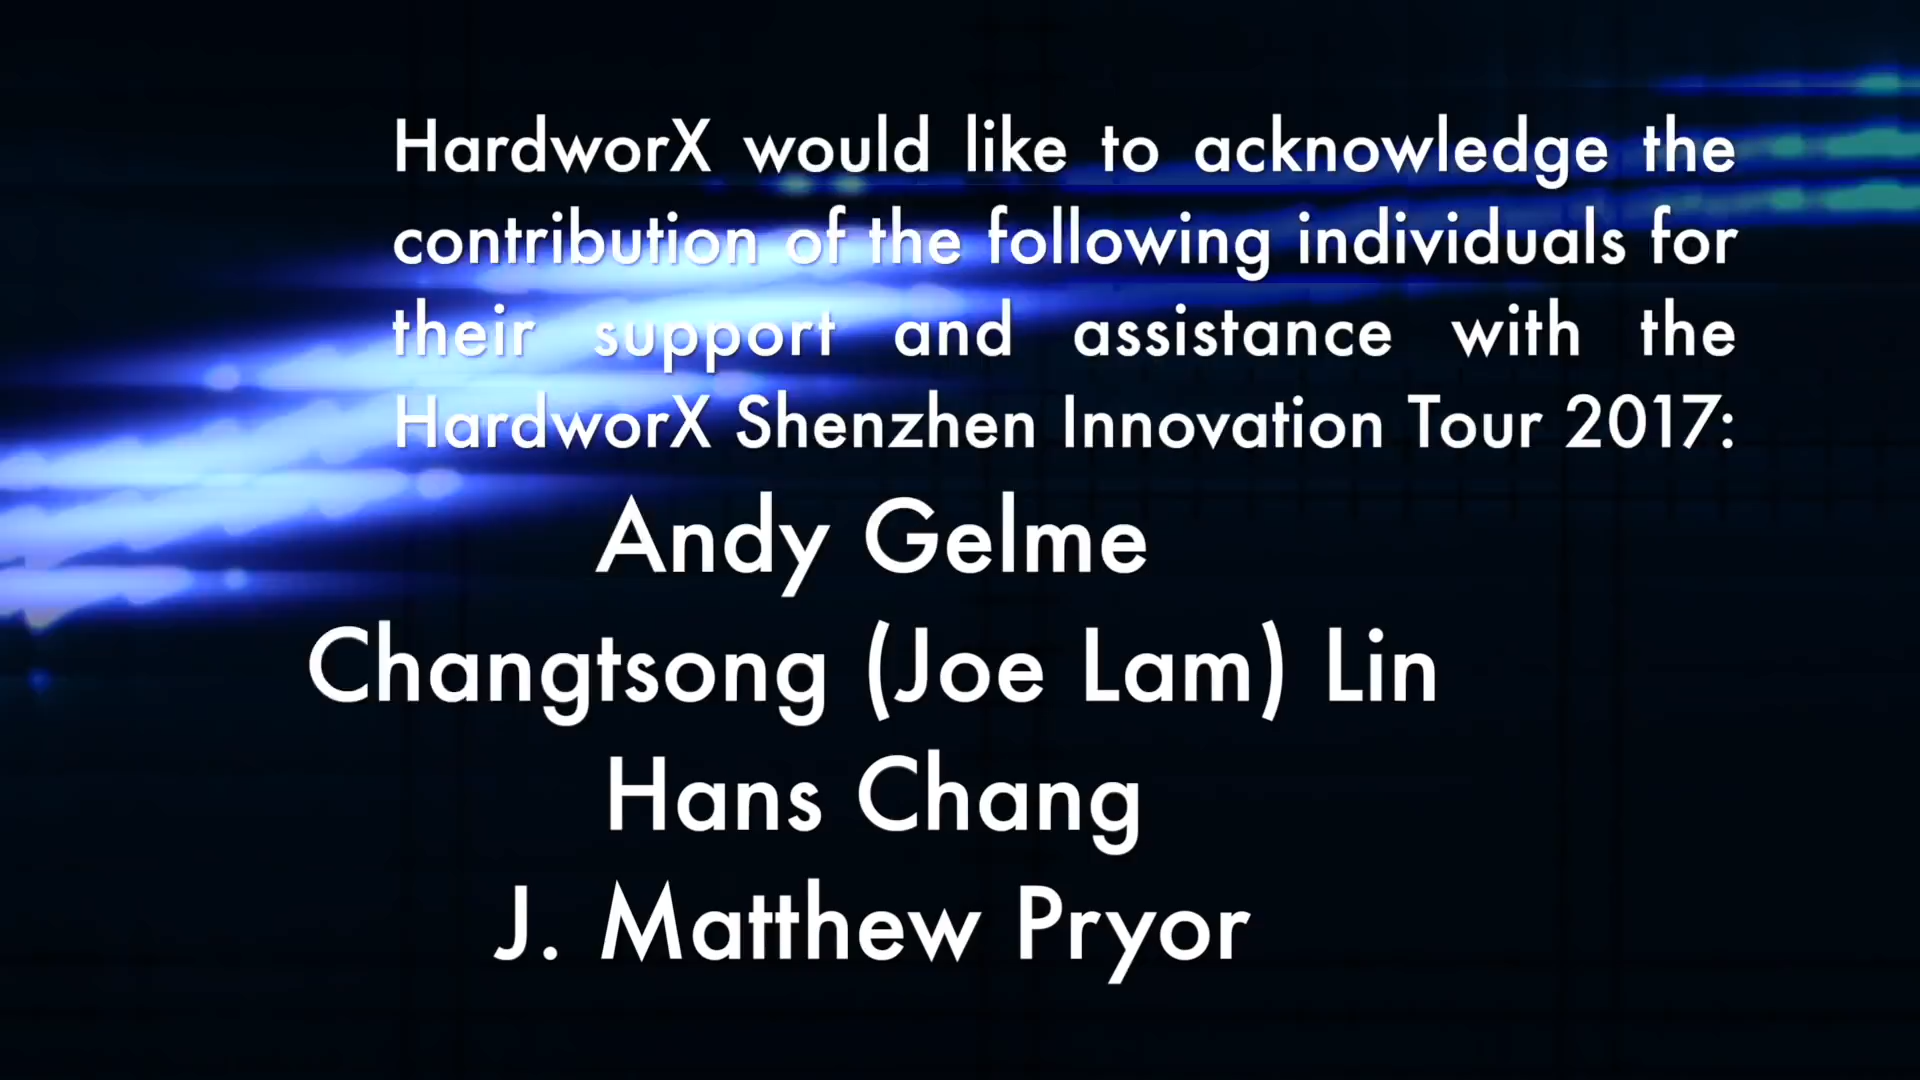 HardworX would like to acknowledge the
contribution of the following individuals for
their support and assistance with the
HardworX Shenzhen Innovation Tour 2017:
Andy Gelme
Changtsong (Joe Lam) Lin
Hans Chang
J. Matthew Pryor